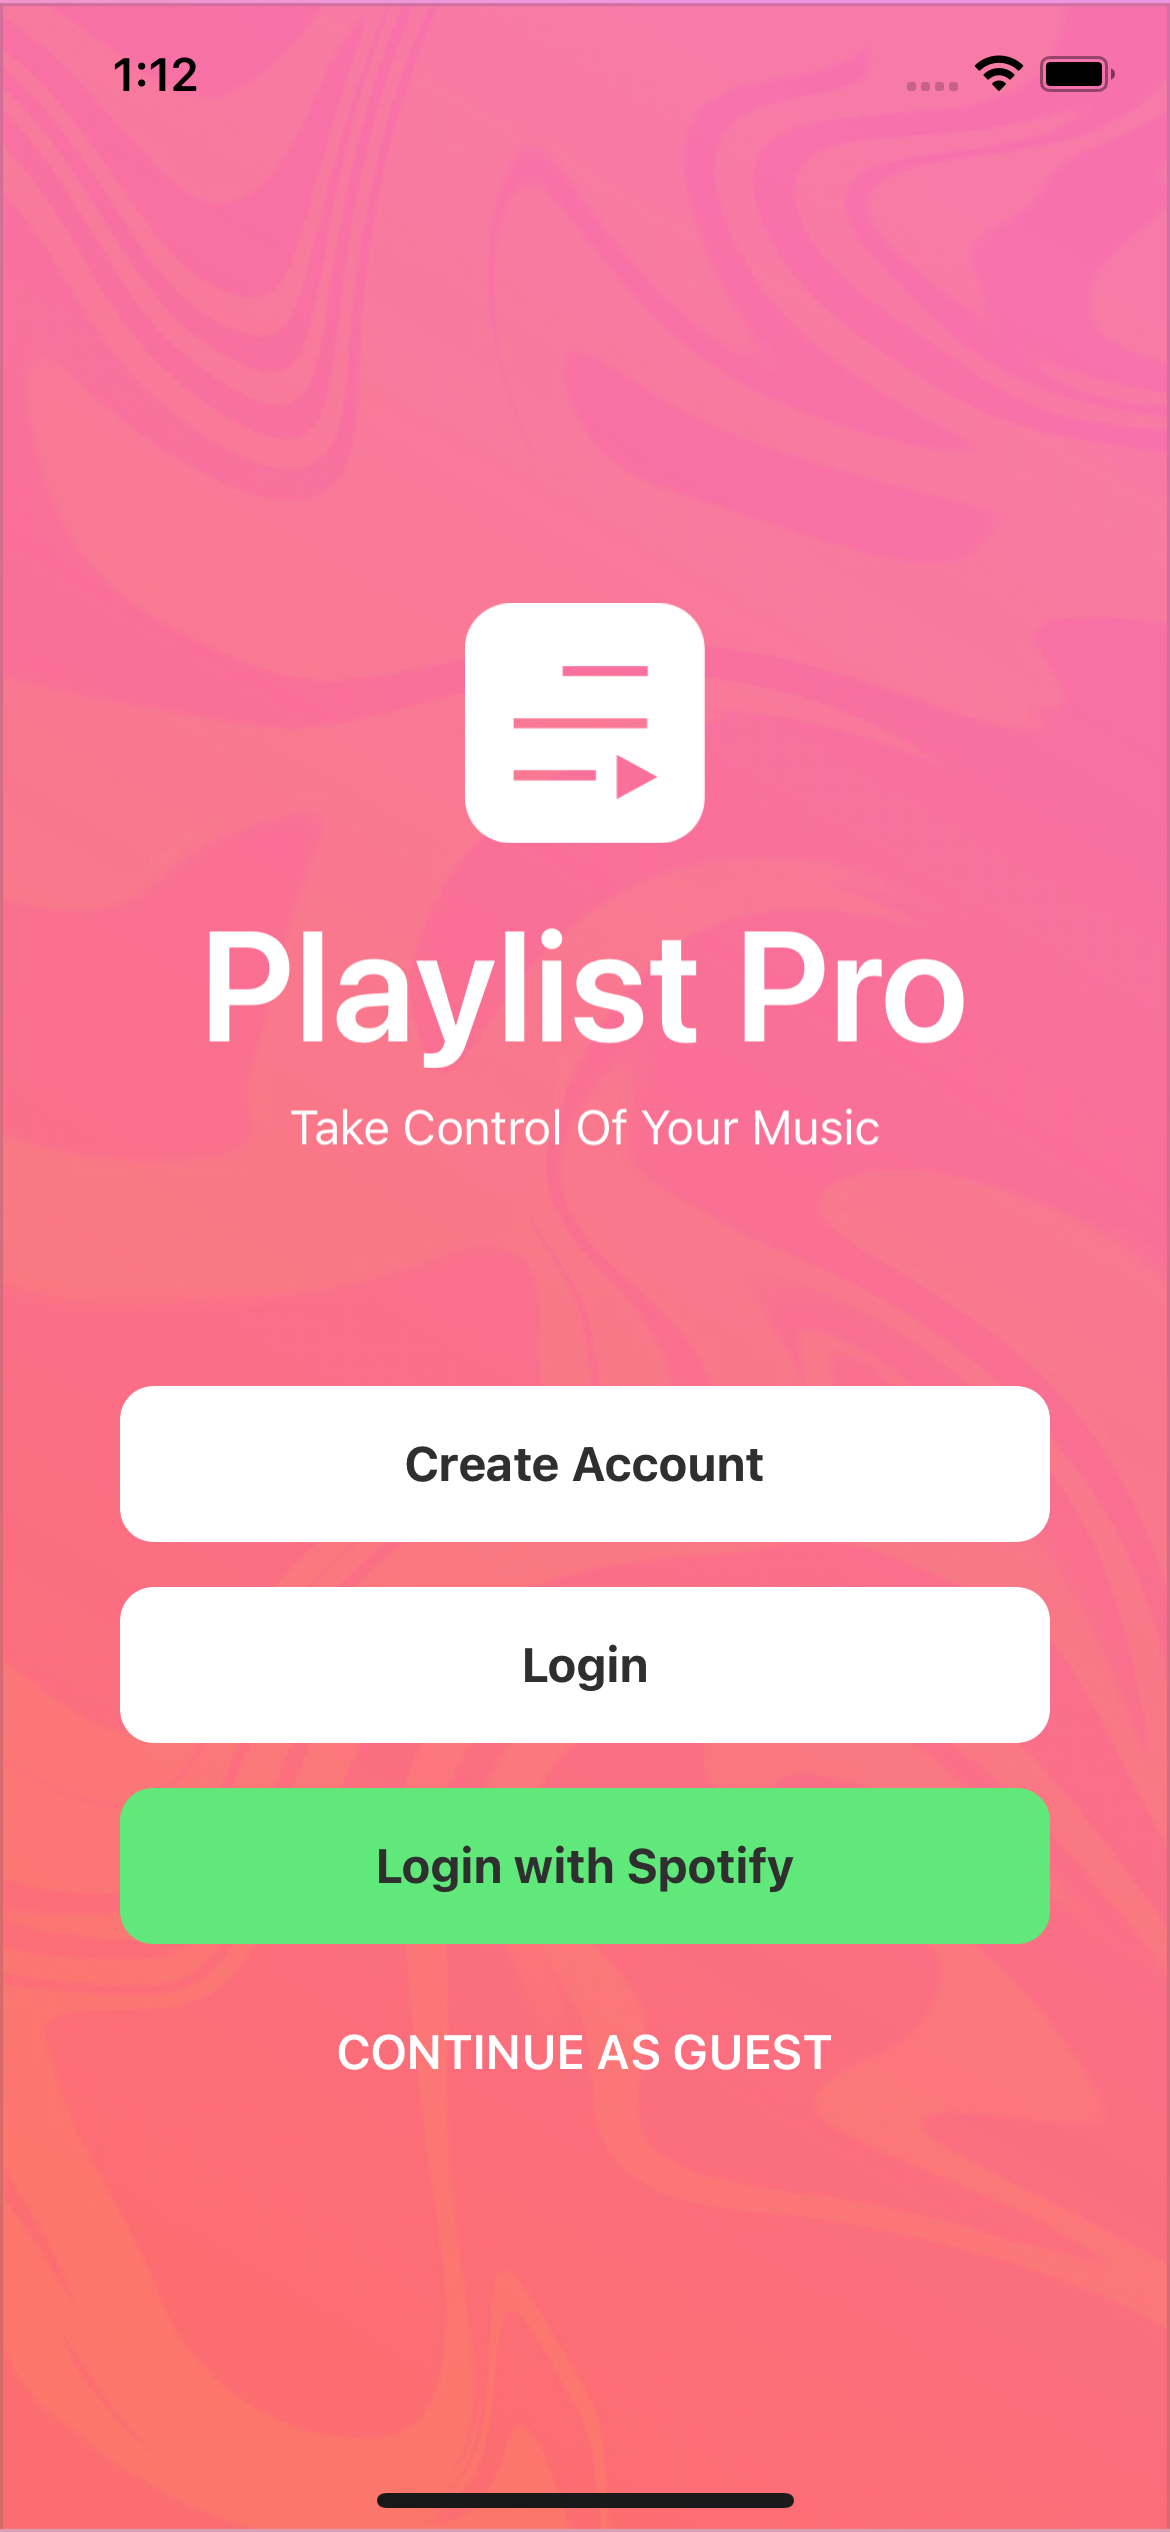 1:12
Playlist Pro
Take Control Of Your Music
Create Account
Login
Login with Spotify
CONTINUE AS GUEST